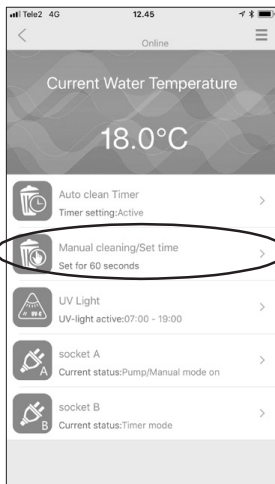 Tele2 4G 12.45
Online
Current Water Temperature
18.0°C
Auto clean Timer
Timer setting:Active
Manual cleaning/Set time
Set for 60 seconds
UV-C
UV Light
UV-light active:07:00 - 19:00
A
socket A
Current status:Pump/Manual mode on
B
socket B
Current status:Timer mode